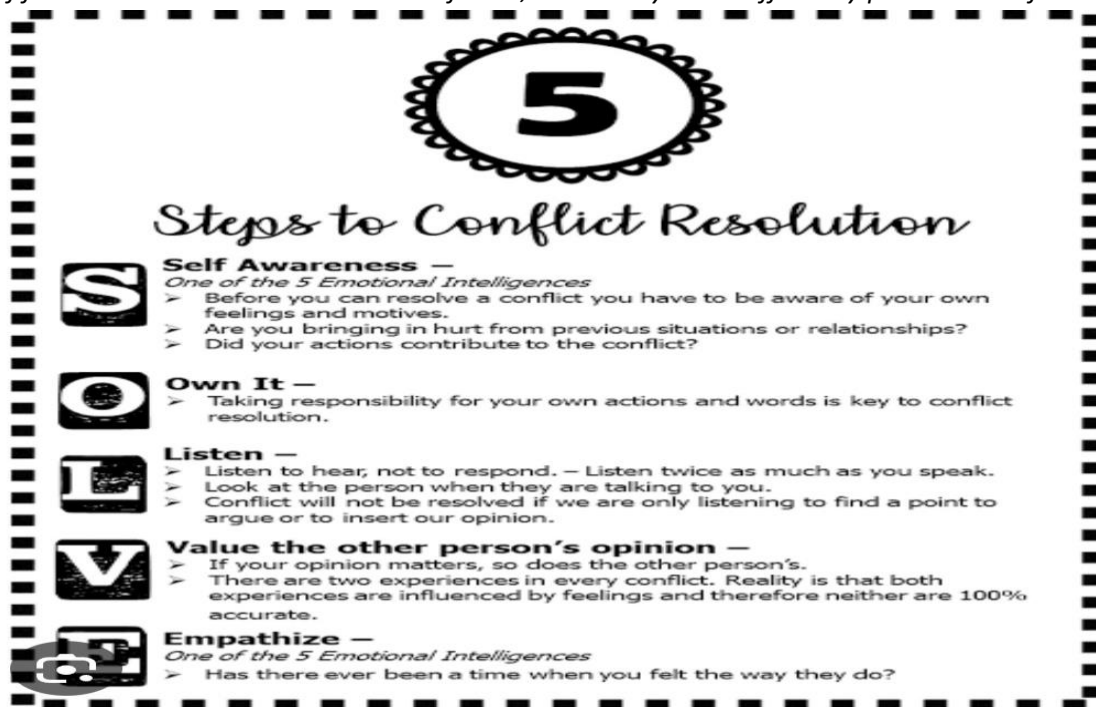 5
Steps to Conflict Resolution
S
Self Awareness –
One of the 5 Emotional Intelligences
➢ Before you can resolve a conflict you have to be aware of your own
feelings and motives.
➢ Are you bringing in hurt from previous situations or relationships?
➢ Did your actions contribute to the conflict?
O
Own It –
➢ Taking responsibility for your own actions and words is key to conflict
resolution.
L
Listen –
➢ Listen to hear, not to respond. – Listen twice as much as you speak.
➢ Look at the person when they are talking to you.
➢ Conflict will not be resolved if we are only listening to find a point to
argue or to insert our opinion.
V
Value the other person's opinion –
➢ If your opinion matters, so does the other person's.
➢ There are two experiences in every conflict. Reality is that both
experiences are influenced by feelings and therefore neither are 100%
accurate.
E
Empathize –
One of the 5 Emotional Intelligences
➢ Has there ever been a time when you felt the way they do?